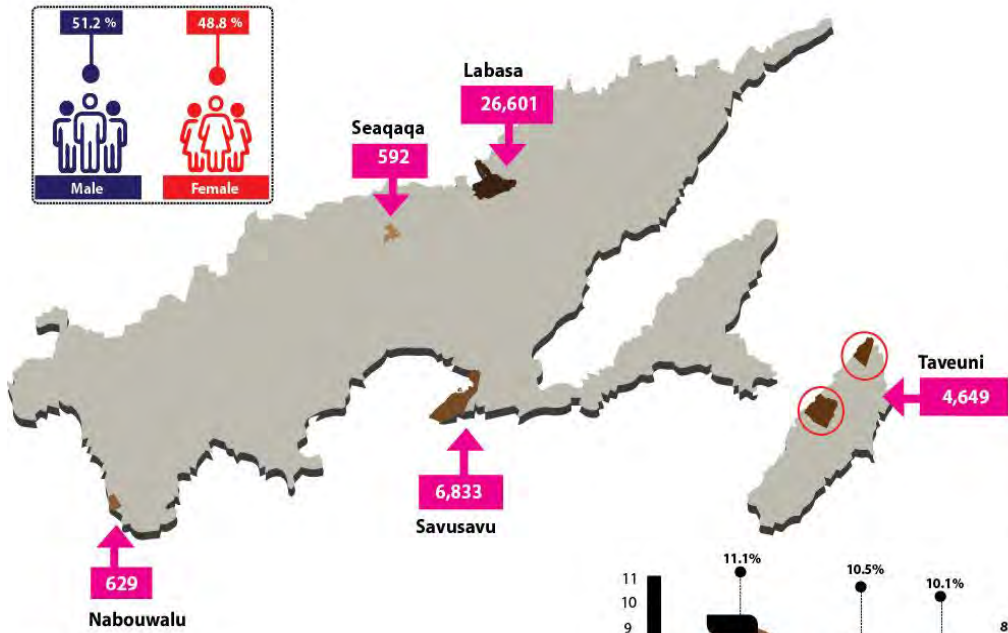 51.2 %
48.8 %
Male
Female
Labasa
26,601
Seaqaqa
592
Taveuni
4,649
6,833
Savusavu
629
Nabouwalu
11.1%
10.5%
10.1%
11
10
9